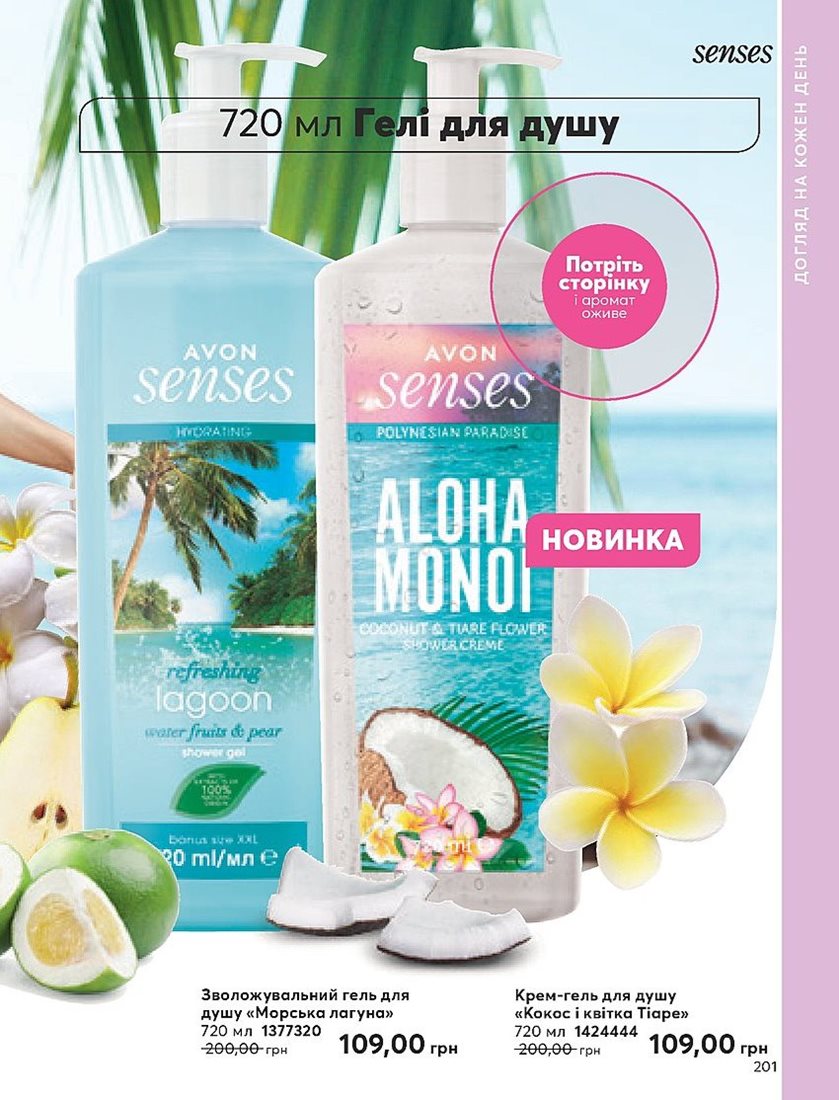 senses
ДОГЛЯД НА КОЖЕН ДЕНЬ
720 мл Гелі для душу
Потріть
сторінку
і аромат
оживе
AVON
senses
HYDRATING
refreshing
lagoon
water fruits & pear
shower gel
100%
bonus size XXL
20 ml/мл e
AVON
senses
POLYNESIAN PARADISE
ALOHA
MONOI
COCONUT & TIARE FLOWER
SHOWER CREME
НОВИНКА
Зволожувальний гель для
душу «Морська лагуна»
720 мл 1377320
200,00 грн 109,00 грн
Крем-гель для душу
«Кокос і квітка Тіаре»
720 мл 1424444
200,00 грн 109,00 грн
201